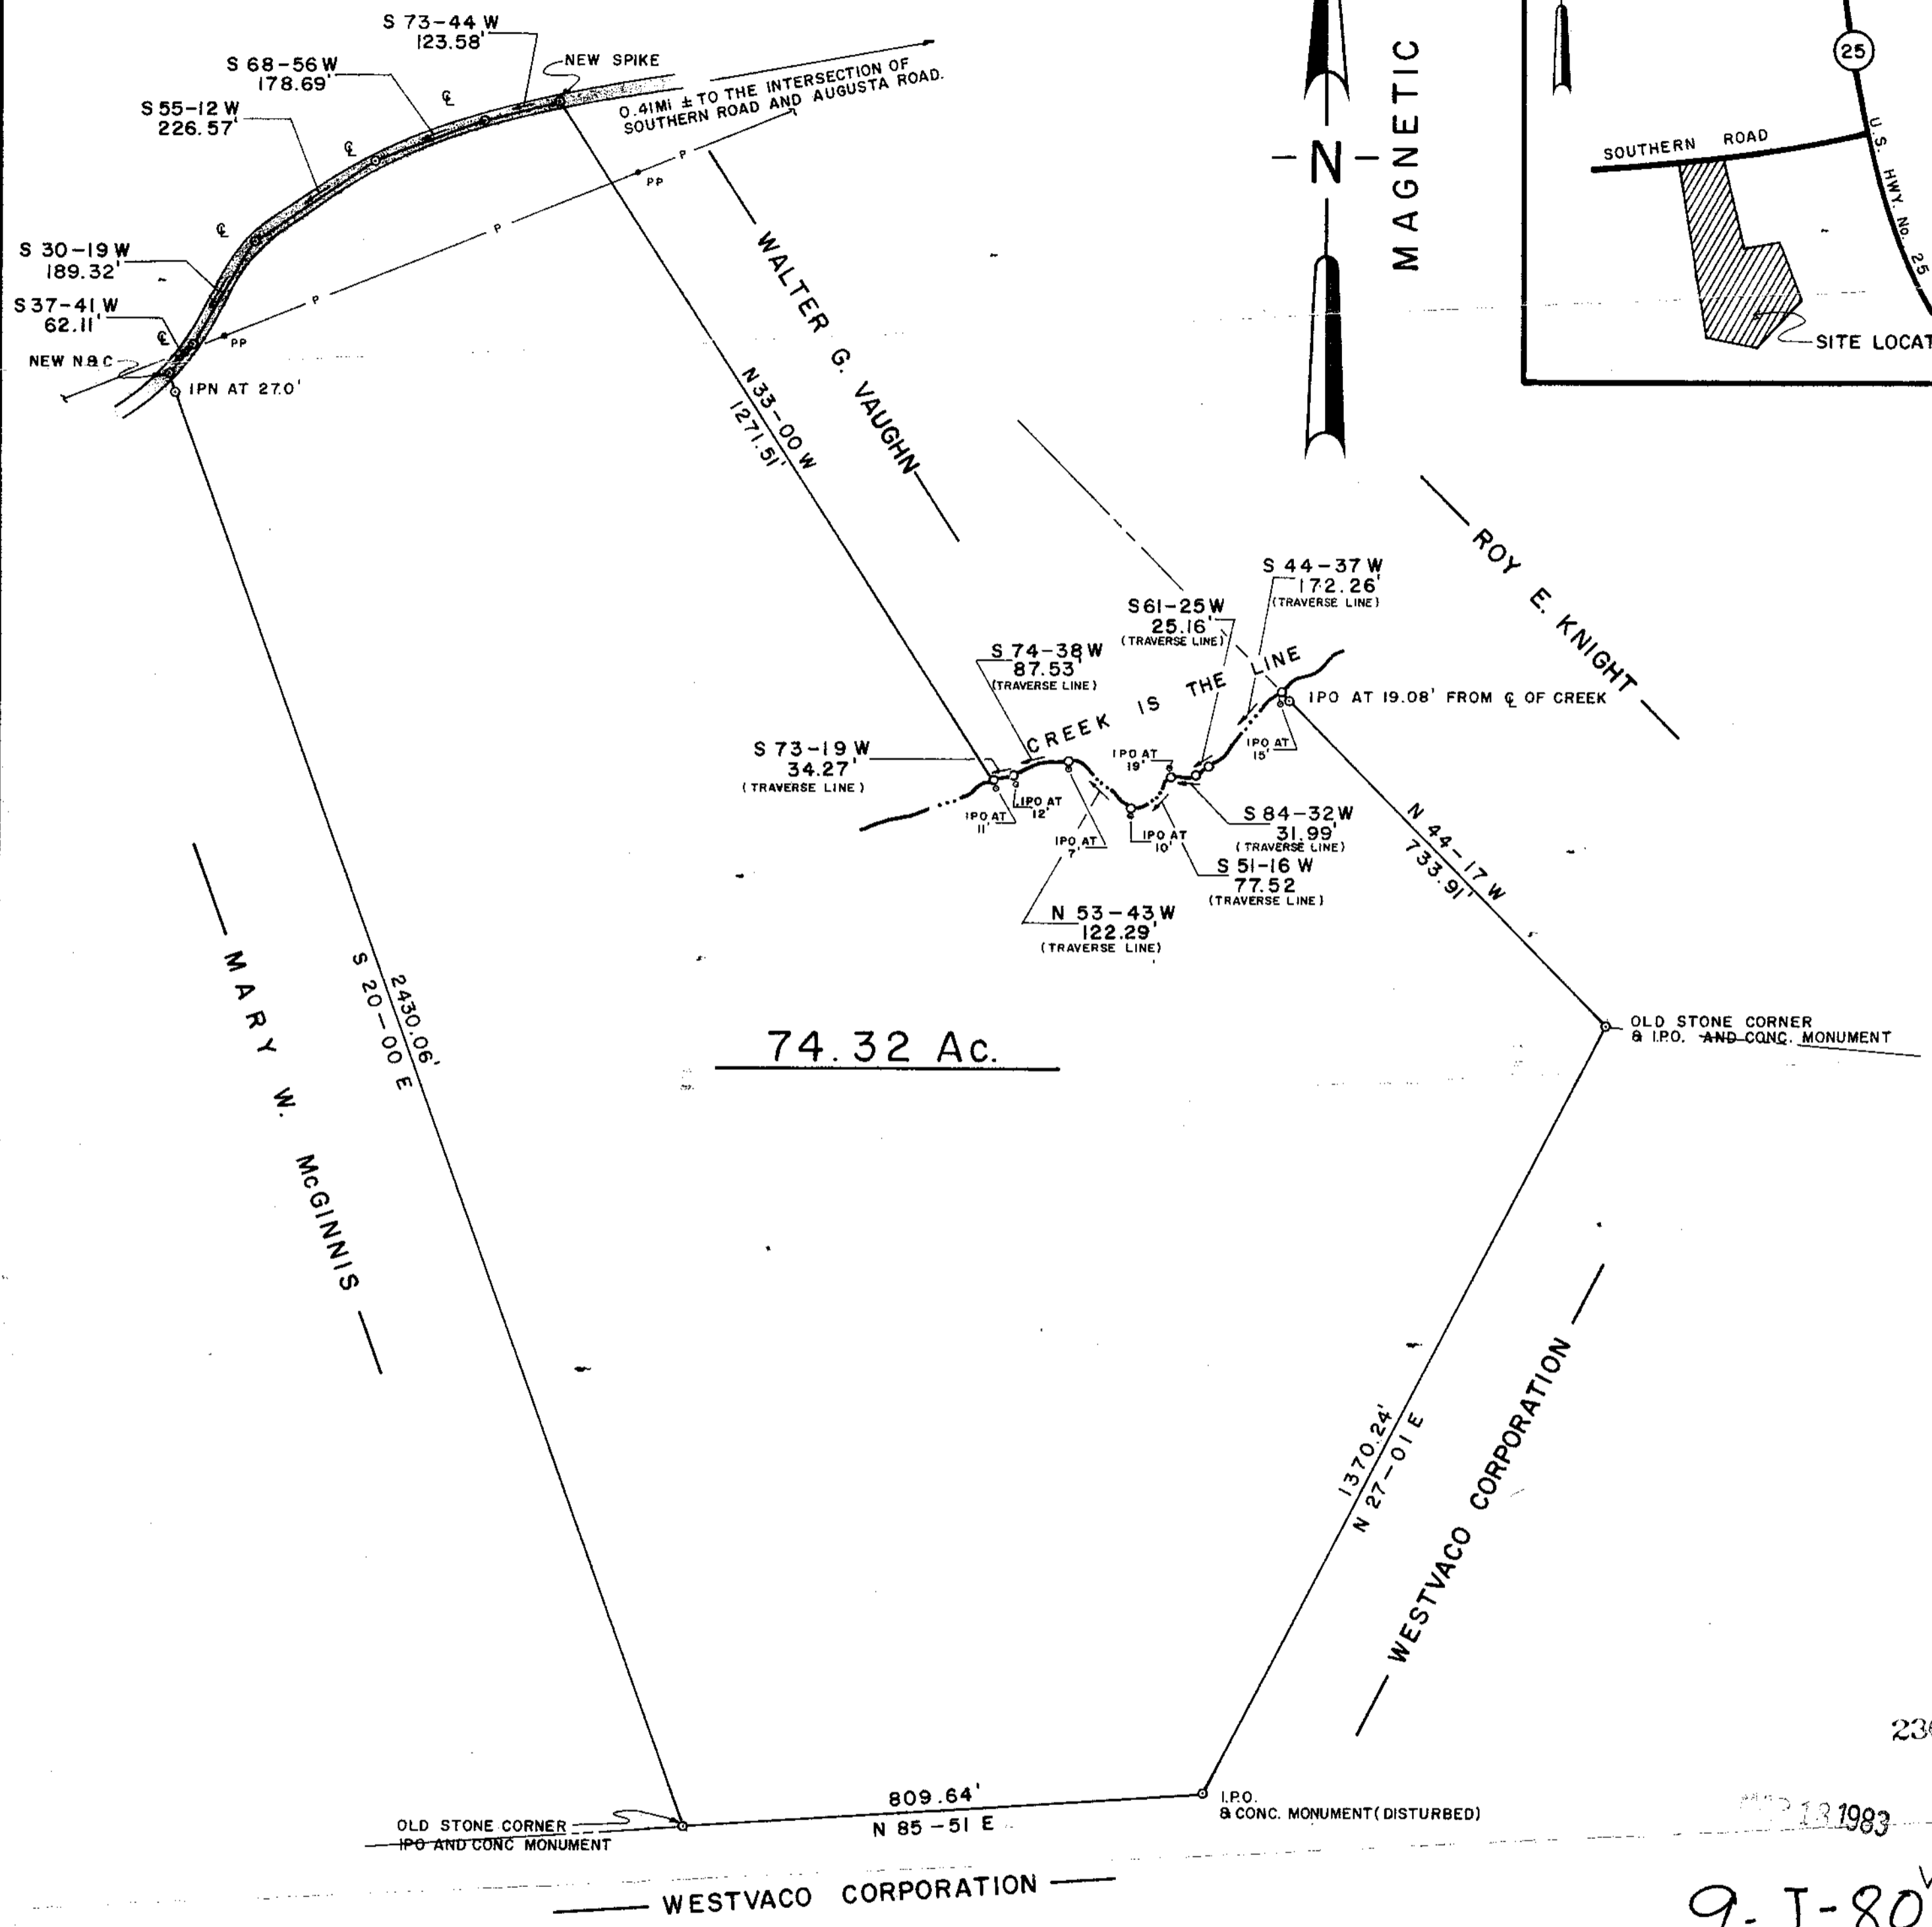 S 73-44 W
123.58'
S 68-56 W
178.69'
S 55-12 W
226.57'
S 30-19 W
189.32'
S 37-41 W
62.11'
NEW N&C
IPN AT 27.0'
NEW SPIKE
0.41Mi ± TO THE INTERSECTION OF
SOUTHERN ROAD AND AUGUSTA ROAD.
℄
℄
℄
℄
P
P
P
PP
PP
WALTER G. VAUGHN
N 33-00 W
1271.51'
N
MAGNETIC
25
SOUTHERN ROAD
U.S. HWY. No. 25
SITE LOCAT
ROY E. KNIGHT
S 44-37 W
172.26'
(TRAVERSE LINE)
S 61-25 W
25.16'
(TRAVERSE LINE)
S 74-38 W
87.53'
(TRAVERSE LINE)
CREEK IS THE LINE
IPO AT 19.08' FROM ℄ OF CREEK
IPO AT
15'
IPO AT
19'
S 73-19 W
34.27'
(TRAVERSE LINE)
IPO AT
11'
IPO AT
12'
IPO AT
7'
IPO AT
10'
S 84-32 W
31.99'
(TRAVERSE LINE)
S 51-16 W
77.52
(TRAVERSE LINE)
N 53-43 W
122.29'
(TRAVERSE LINE)
N 44-17 W
733.91'
MARY W. McGINNIS
2430.06'
S 20-00 E
74.32 Ac.
OLD STONE CORNER
& I.P.O. AND CONC. MONUMENT
1370.24'
N 27-01 E
WESTVACO CORPORATION
OLD STONE CORNER
IPO AND CONC MONUMENT
809.64'
N 85-51 E
I.P.O.
& CONC. MONUMENT (DISTURBED)
WESTVACO CORPORATION
1983
9-I-80